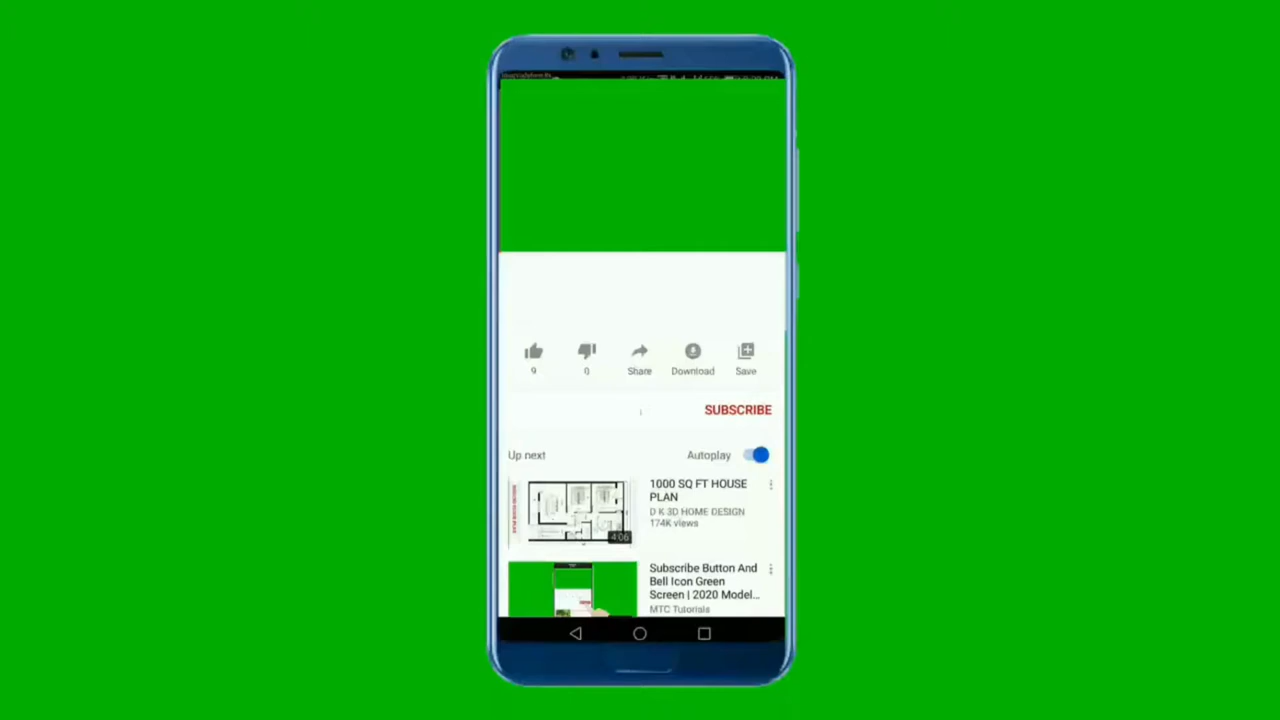 9
0
Share
Download
Save
SUBSCRIBE
Up next
Autoplay
1000 SQ FT HOUSE
PLAN
D K 3D HOME DESIGN
174K views
4:06
Subscribe Button And
Bell Icon Green
Screen | 2020 Model...
MTC Tutorials